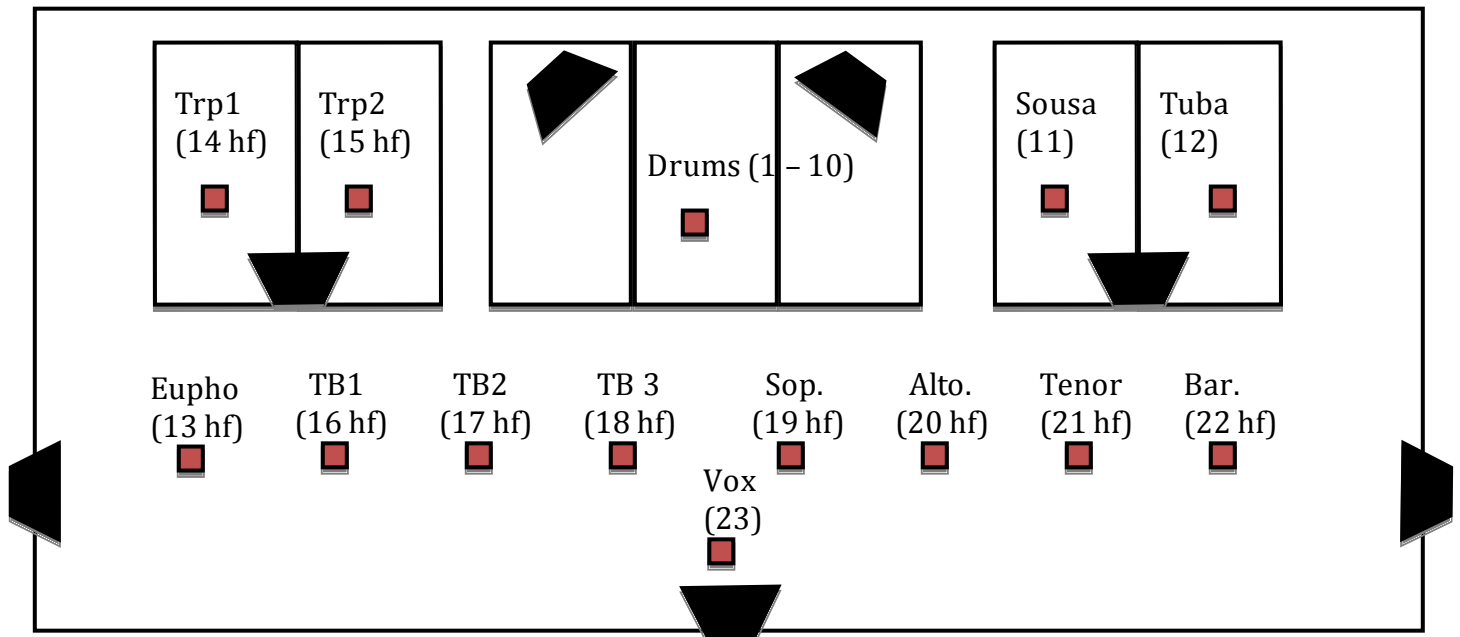 Trp1
(14 hf)
Trp2
(15 hf)
Drums (1 – 10)
Sousa
(11)
Tuba
(12)
Eupho
(13 hf)
TB1
(16 hf)
TB2
(17 hf)
TB 3
(18 hf)
Sop.
(19 hf)
Alto.
(20 hf)
Tenor
(21 hf)
Bar.
(22 hf)
Vox
(23)